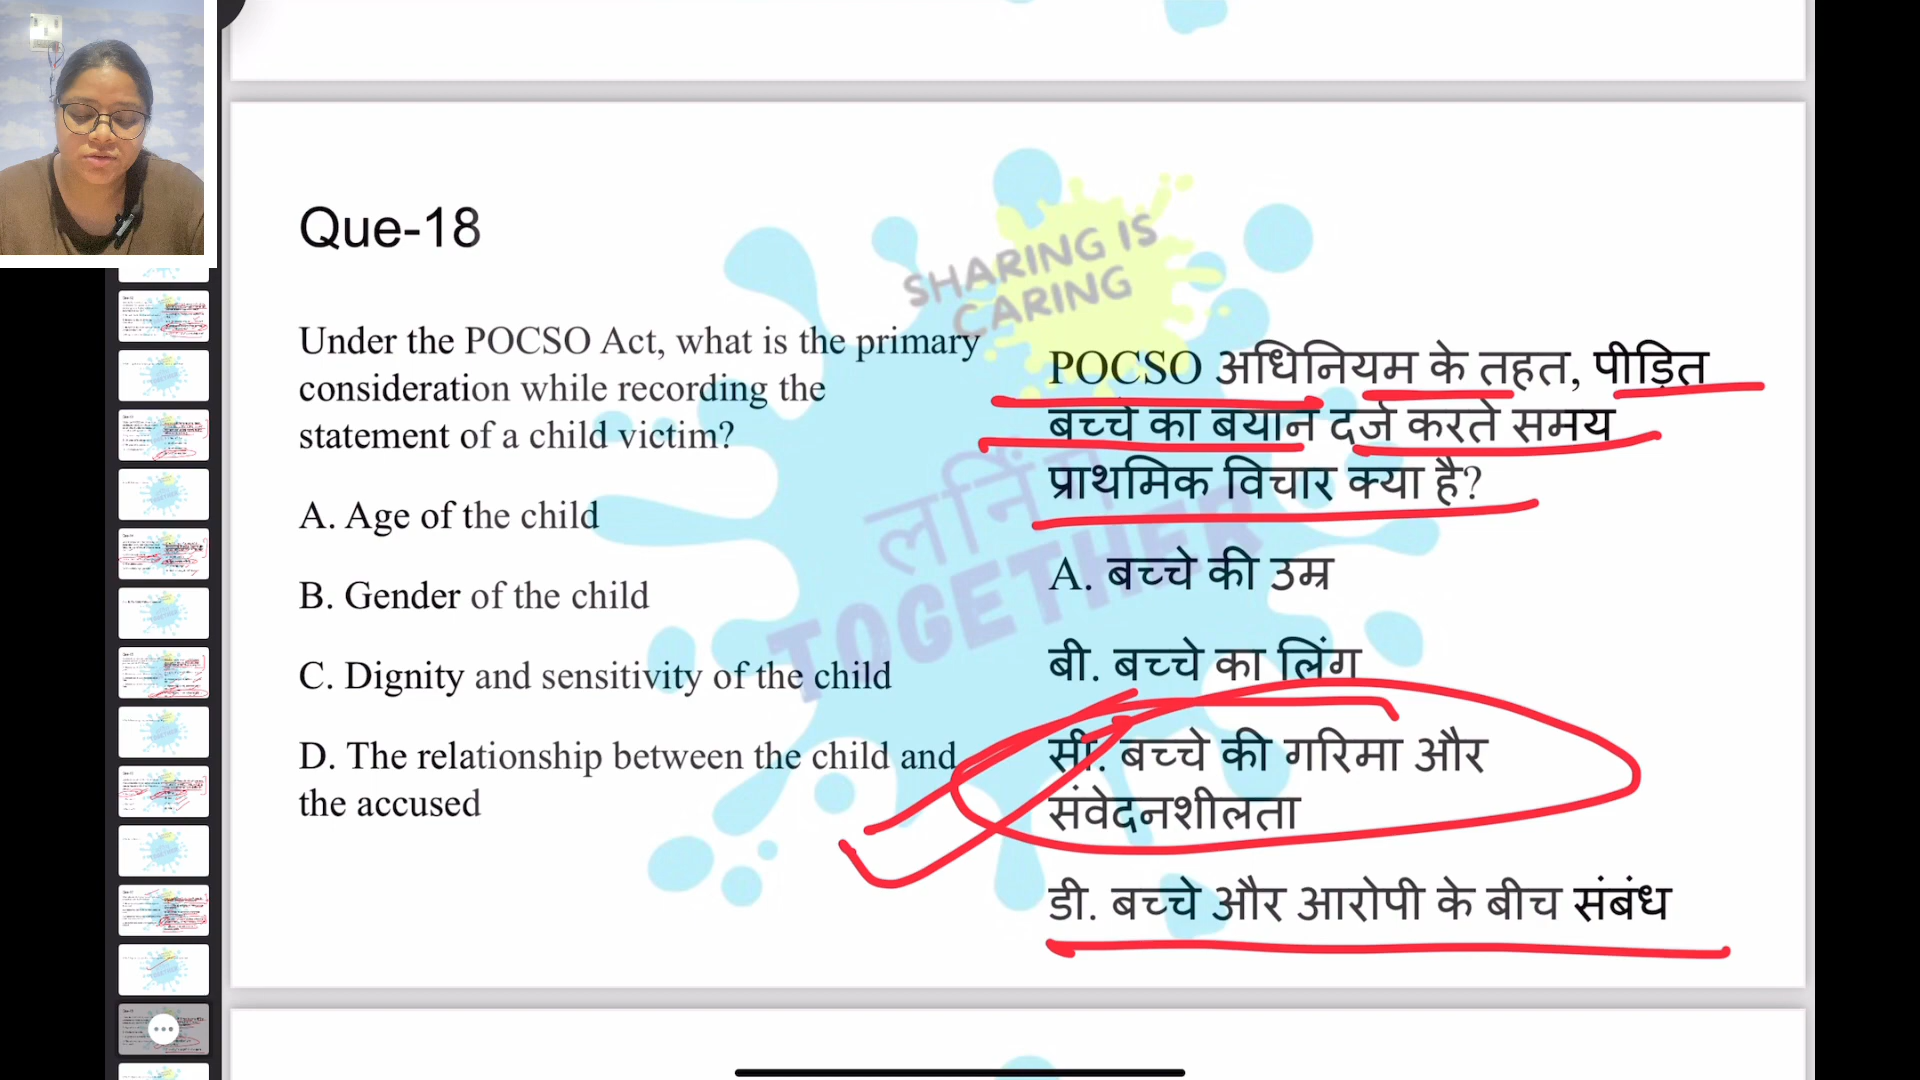 Que-18
Under the POCSO Act, what is the primary
consideration while recording the
statement of a child victim?
A. Age of the child
B. Gender of the child
C. Dignity and sensitivity of the child
D. The relationship between the child and
the accused
POCSO अधिनियम के तहत, पीड़ित
बच्चे का बयान दर्ज करते समय
प्राथमिक विचार क्या है?
A. बच्चे की उम्र
बी. बच्चे का लिंग
सी. बच्चे की गरिमा और
संवेदनशीलता
डी. बच्चे और आरोपी के बीच संबंध
SHARING IS
CARING
लर्निंग
TOGETHER